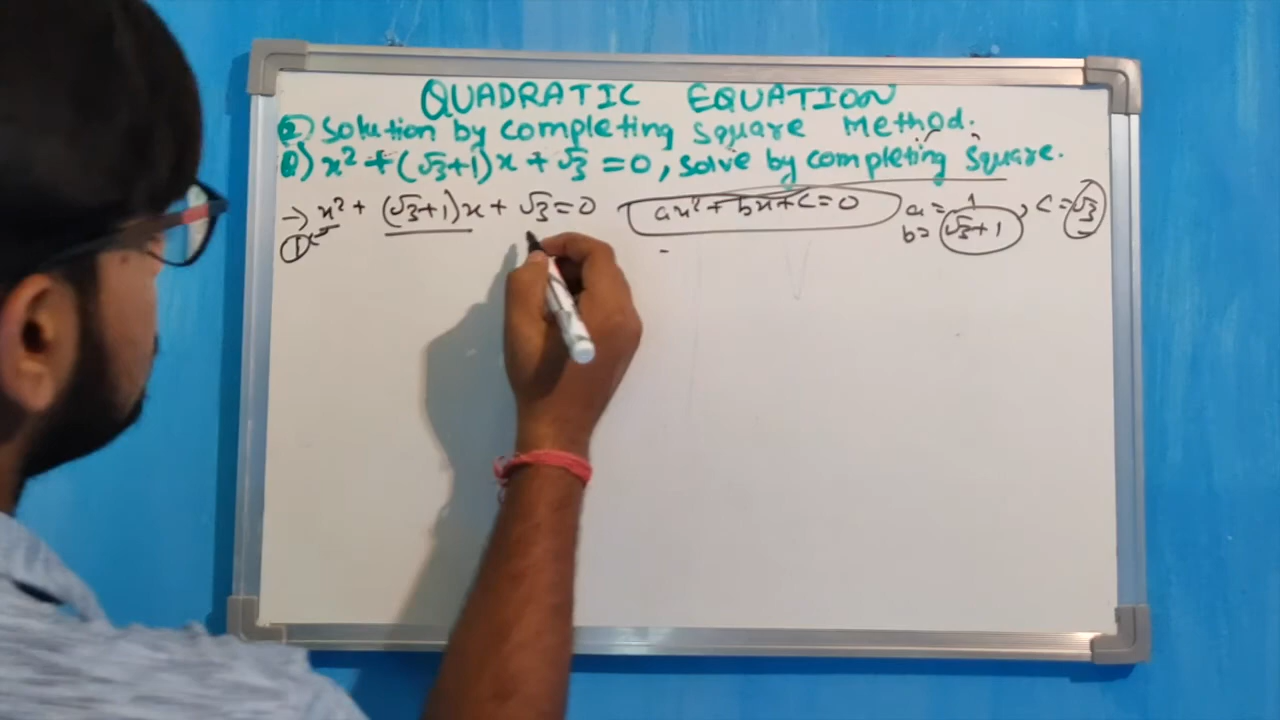 QUADRATIC EQUATION
② Solution by completing square Method.
Q) x² + (√3+1)x + √3 = 0, solve by completing square.
→ x² + (√3+1)x + √3 = 0 ax² + bx + c = 0 a = 1, c = √3
① b = √3+1